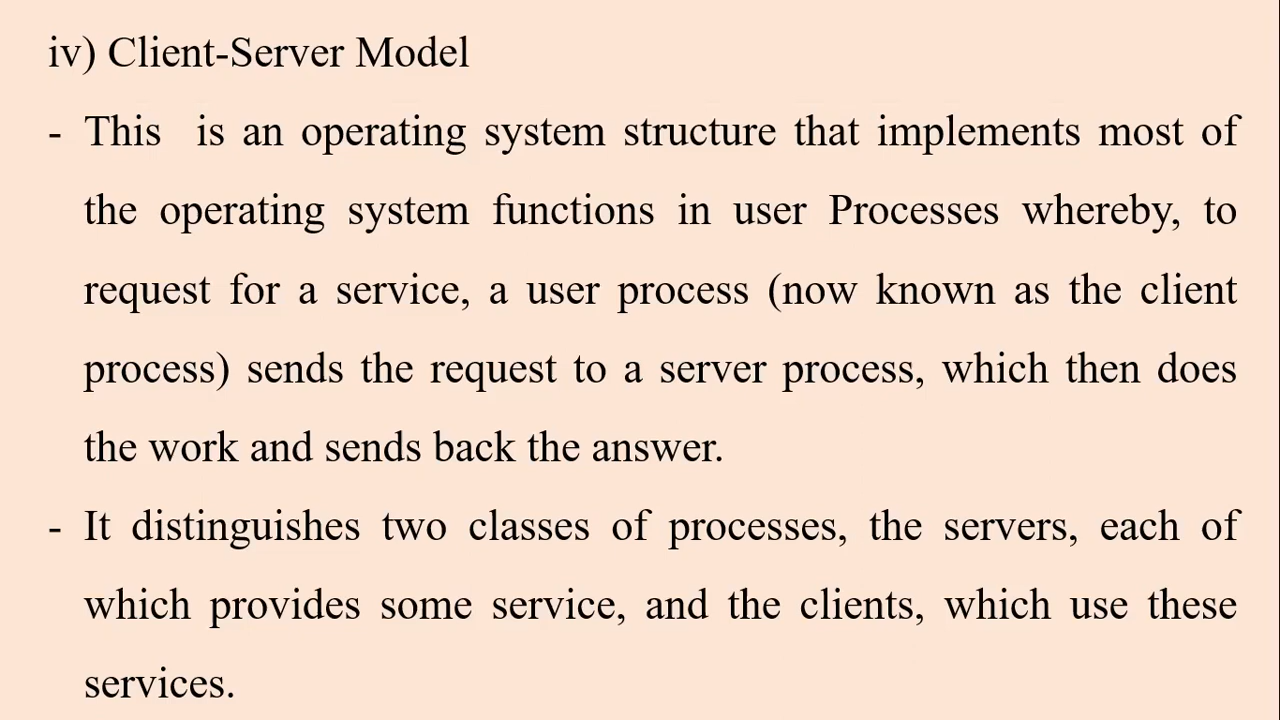 iv) Client-Server Model
- This is an operating system structure that implements most of
the operating system functions in user Processes whereby, to
request for a service, a user process (now known as the client
process) sends the request to a server process, which then does
the work and sends back the answer.
- It distinguishes two classes of processes, the servers, each of
which provides some service, and the clients, which use these
services.